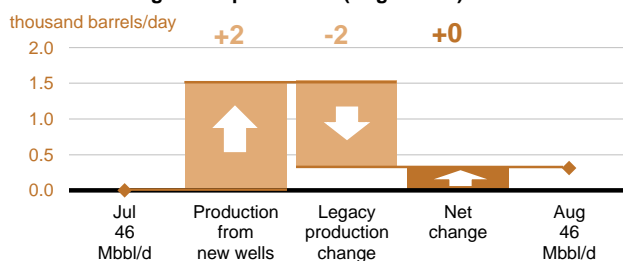 thousand barrels/day
+2 -2 +0
2.0
1.5
1.0
0.5
0.0
Jul
46
Mbbl/d
Production
from
new wells
Legacy
production
change
Net
change
Aug
46
Mbbl/d